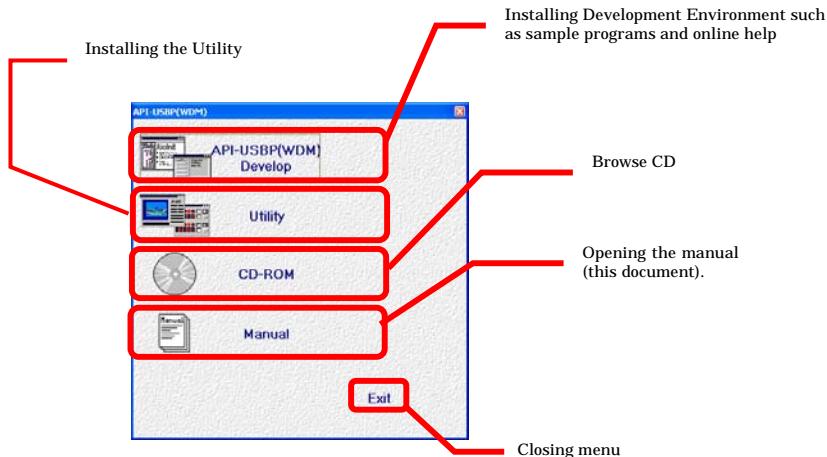 Installing Development Environment such
as sample programs and online help
Installing the Utility
API-USBP(WDM)
API-USBP(WDM)
Develop
Browse CD
Utility
Opening the manual
(this document).
CD-ROM
Manual
Manual
Exit
Closing menu